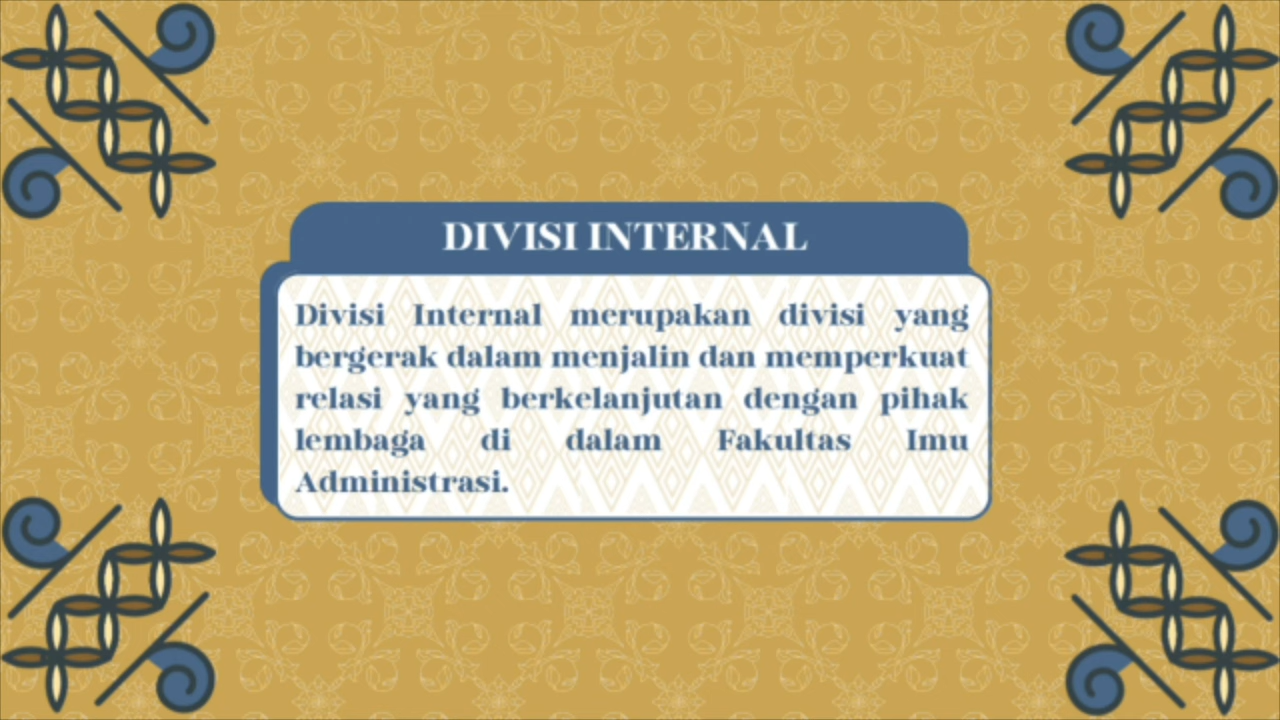 DIVISI INTERNAL
Divisi Internal merupakan divisi yang
bergerak dalam menjalin dan memperkuat
relasi yang berkelanjutan dengan pihak
lembaga di dalam Fakultas Imu
Administrasi.